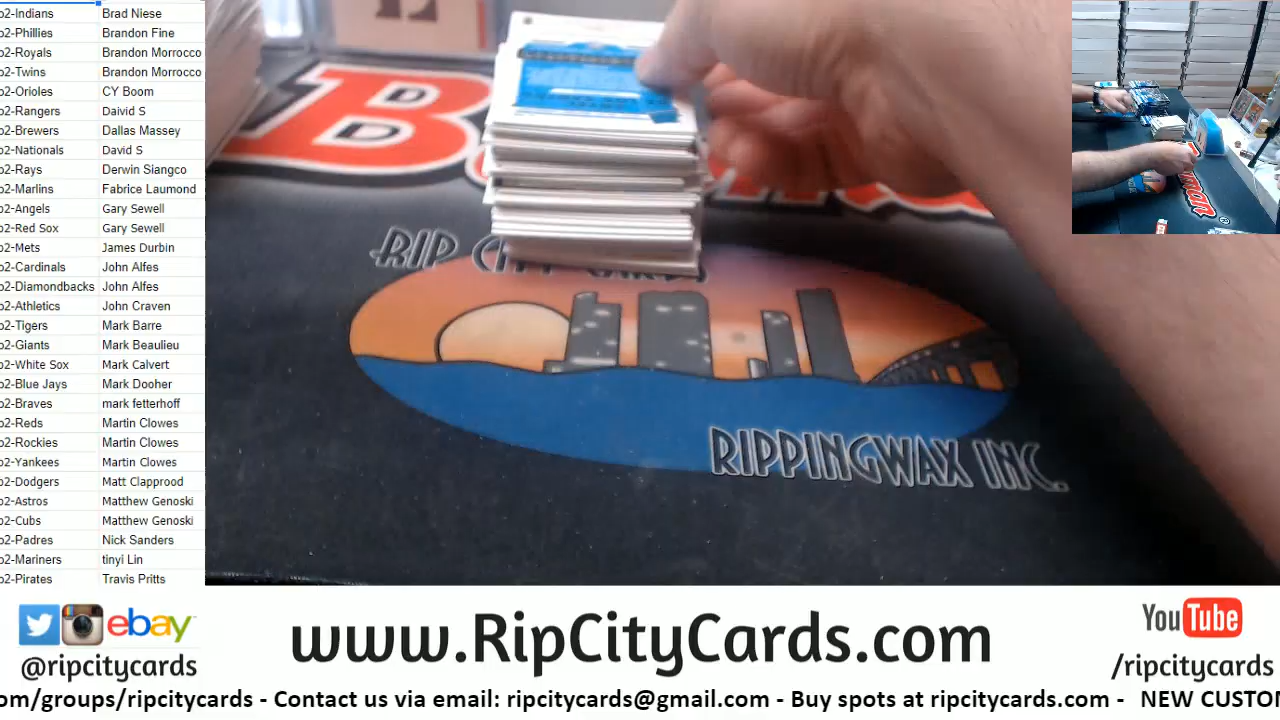 o2-Indians Brad Niese
o2-Phillies Brandon Fine
o2-Royals Brandon Morrocco
o2-Twins Brandon Morrocco
o2-Orioles CY Boom
o2-Rangers Daivid S
o2-Brewers Dallas Massey
o2-Nationals David S
o2-Rays Derwin Siangco
o2-Marlins Fabrice Laumond
o2-Angels Gary Sewell
o2-Red Sox Gary Sewell
o2-Mets James Durbin
o2-Cardinals John Alfes
o2-Diamondbacks John Alfes
o2-Athletics John Craven
o2-Tigers Mark Barre
o2-Giants Mark Beaulieu
o2-White Sox Mark Calvert
o2-Blue Jays Mark Dooher
o2-Braves mark fetterhoff
o2-Reds Martin Clowes
o2-Rockies Martin Clowes
o2-Yankees Martin Clowes
o2-Dodgers Matt Clapprood
o2-Astros Matthew Genoski
o2-Cubs Matthew Genoski
o2-Padres Nick Sanders
o2-Mariners tinyi Lin
o2-Pirates Travis Pritts
RIP CITY CARDS
RIPPINGWAX INC.
ebay
@ripcitycards
www.RipCityCards.com
YouTube
/ripcitycards
om/groups/ripcitycards - Contact us via email: ripcitycards@gmail.com - Buy spots at ripcitycards.com - NEW CUSTO